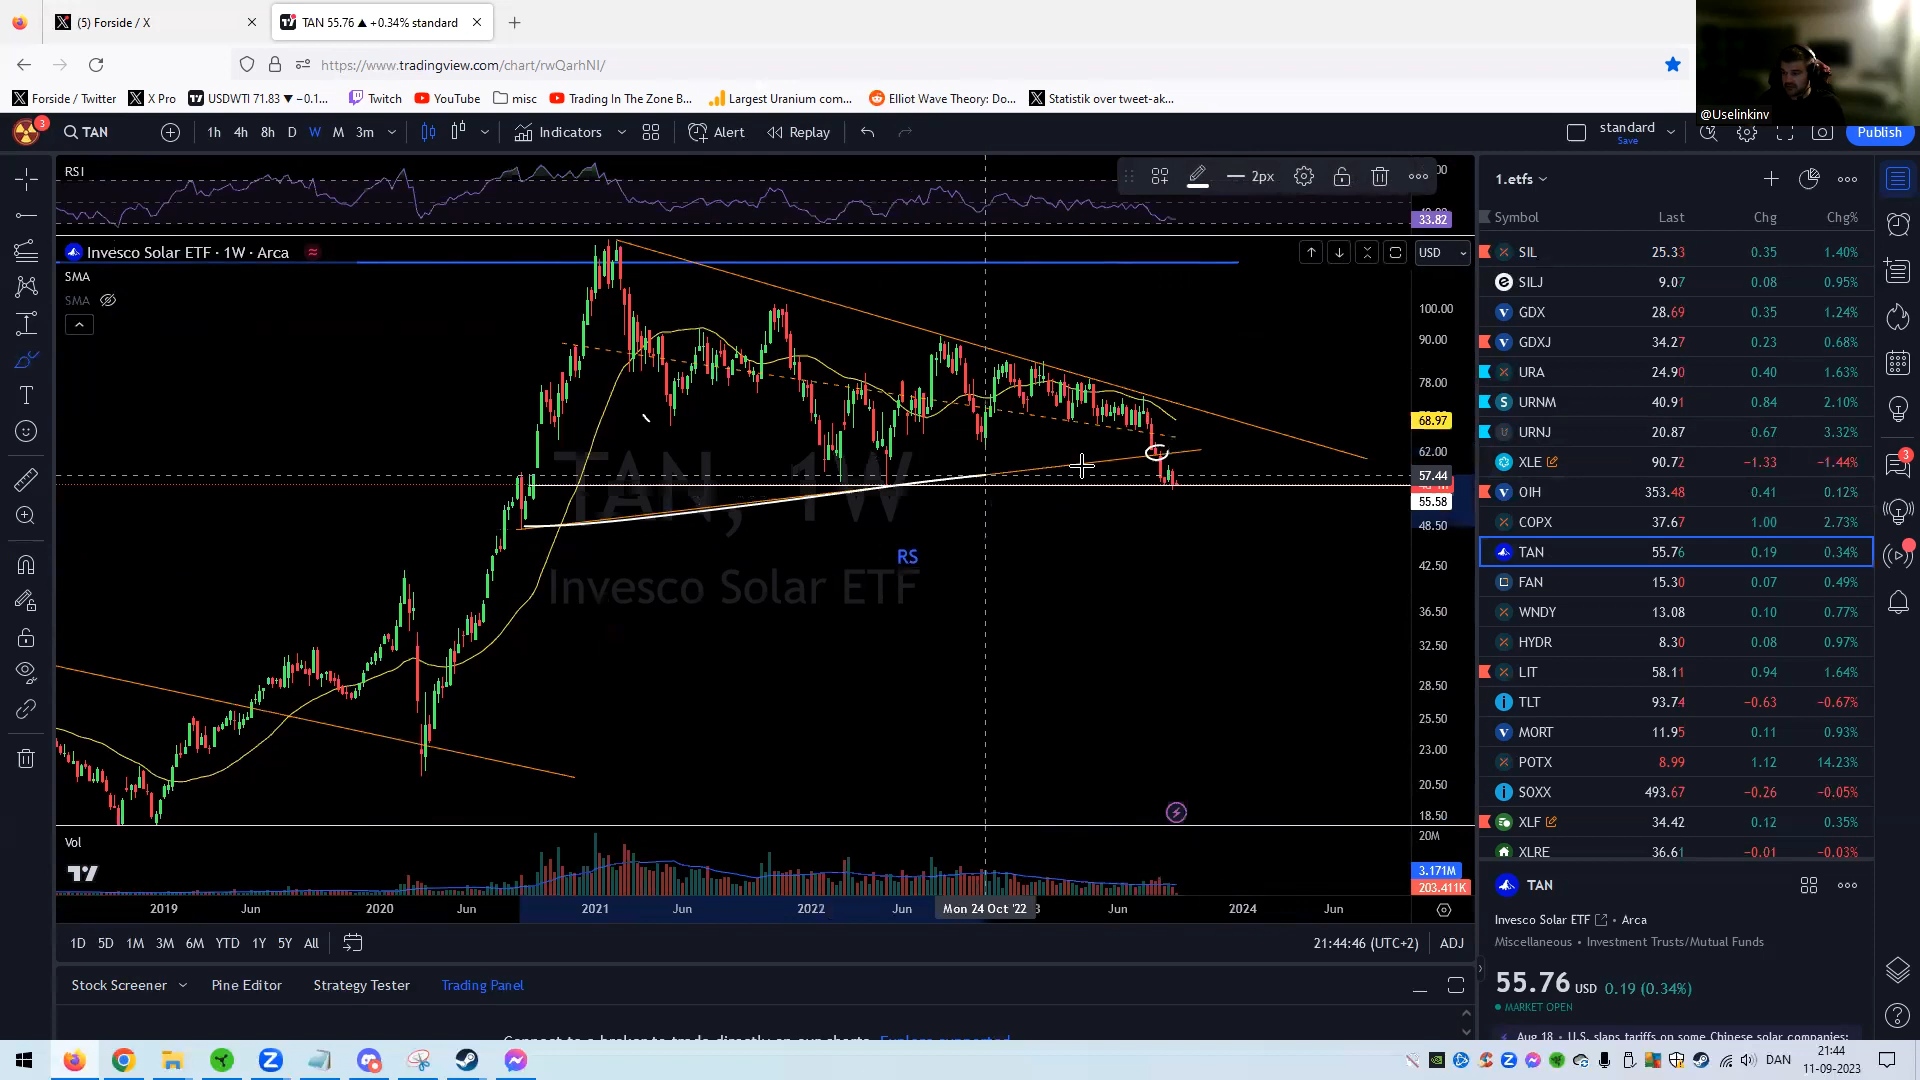 (5) Forside / X
TAN 55.76 ▲ +0.34% standard
https://www.tradingview.com/chart/rwQarhNI/
Forside / Twitter
X Pro
USDWTI 71.83 ▼ −0.1...
Twitch
YouTube
misc
Trading In The Zone B...
Largest Uranium com...
Elliot Wave Theory: Do...
Statistik over tweet-ak...
@Uselinkinv
3
TAN
1h 4h 8h D W M 3m
Indicators
Alert
Replay
standard
Save
Publish
RSI
2px
33.82
Invesco Solar ETF · 1W · Arca
USD
SMA
SMA
100.00
90.00
78.00
68.97
62.00
57.44
55.58
48.50
42.50
36.50
32.50
28.50
25.50
23.00
20.50
18.50
TAN, 1W
Invesco Solar ETF
RS
Vol
20M
3.171M
203.411K
2019 Jun 2020 Jun 2021 Jun 2022 Jun Mon 24 Oct '22 3 Jun 2024 Jun
1D 5D 1M 3M 6M YTD 1Y 5Y All
21:44:46 (UTC+2) ADJ
Stock Screener
Pine Editor
Strategy Tester
Trading Panel
1.etfs
Symbol Last Chg Chg%
SIL 25.33 0.35 1.40%
SILJ 9.07 0.08 0.95%
GDX 28.69 0.35 1.24%
GDXJ 34.27 0.23 0.68%
URA 24.90 0.40 1.63%
URNM 40.91 0.84 2.10%
URNJ 20.87 0.67 3.32%
XLE 90.72 −1.33 −1.44%
OIH 353.48 0.41 0.12%
COPX 37.67 1.00 2.73%
TAN 55.76 0.19 0.34%
FAN 15.30 0.07 0.49%
WNDY 13.08 0.10 0.77%
HYDR 8.30 0.08 0.97%
LIT 58.11 0.94 1.64%
TLT 93.74 −0.63 −0.67%
MORT 11.95 0.11 0.93%
POTX 8.99 1.12 14.23%
SOXX 493.67 −0.26 −0.05%
XLF 34.42 0.12 0.35%
XLRE 36.61 −0.01 −0.03%
TAN
Invesco Solar ETF • Arca
Miscellaneous • Investment Trusts/Mutual Funds
55.76 USD 0.19 (0.34%)
MARKET OPEN
Aug 18 • U.S. slaps tariffs on some Chinese solar companies:
3
DAN
21:44
11-09-2023